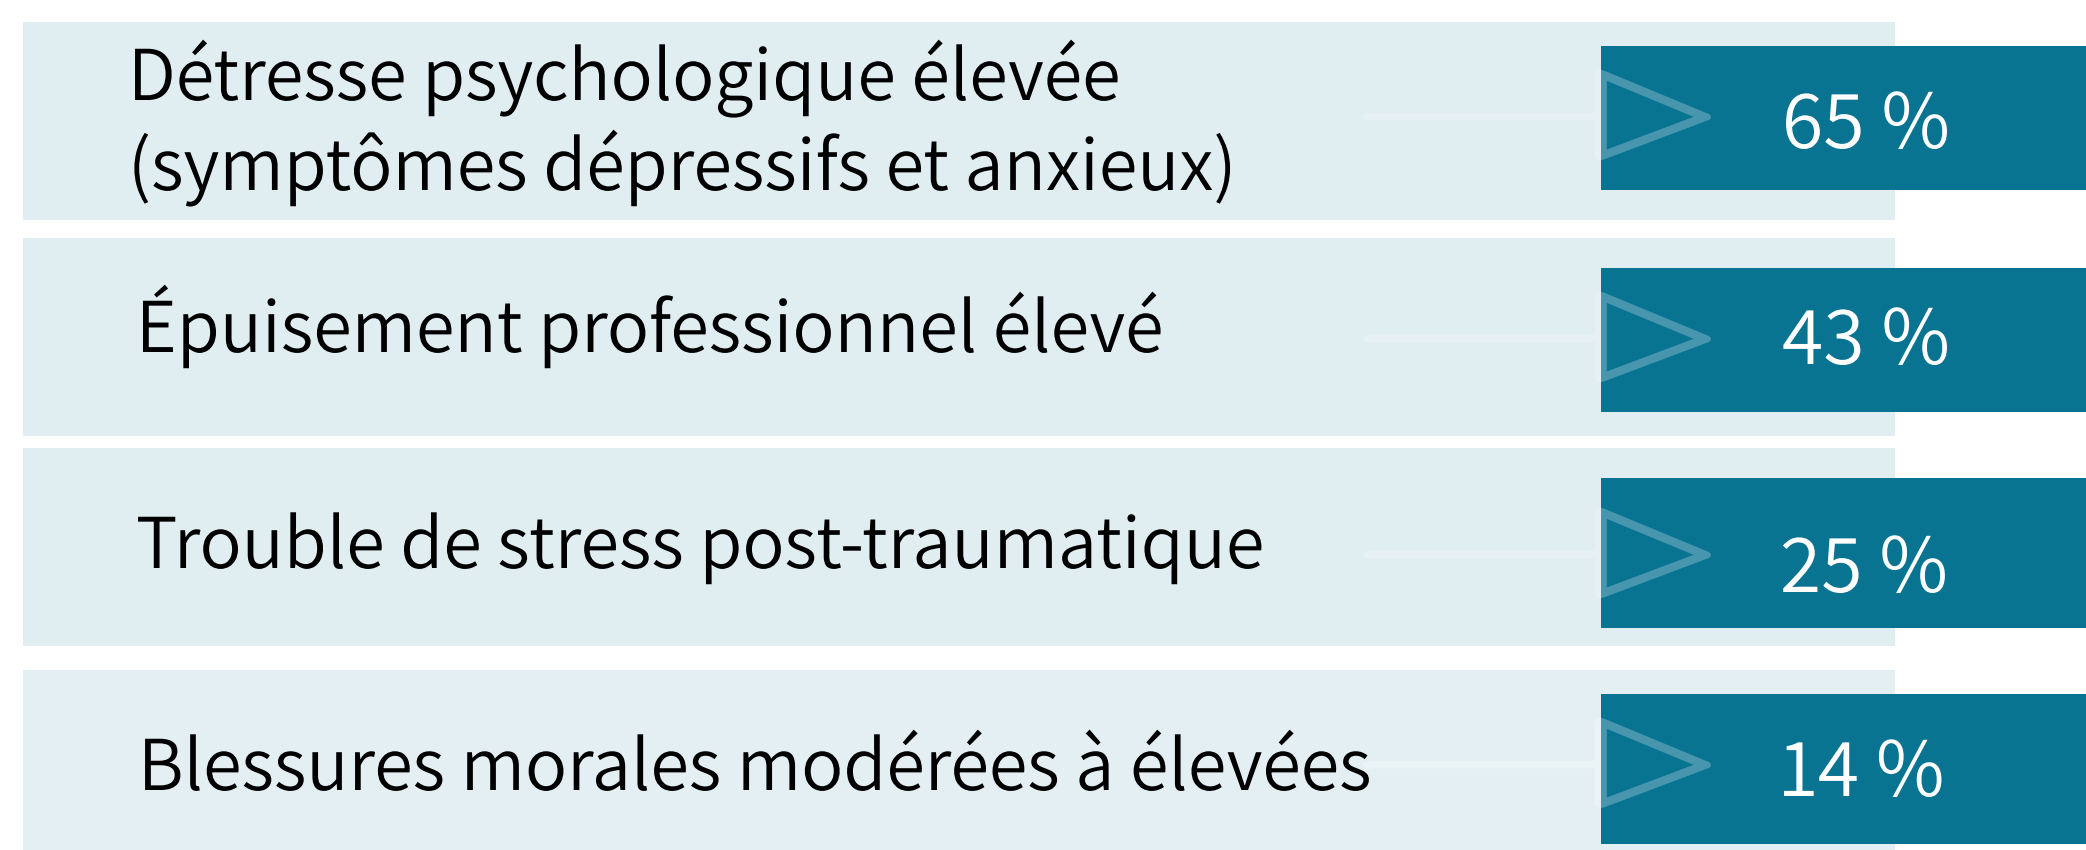 Détresse psychologique élevée
(symptômes dépressifs et anxieux)
65 %
Épuisement professionnel élevé
43 %
Trouble de stress post-traumatique
25 %
Blessures morales modérées à élevées
14 %